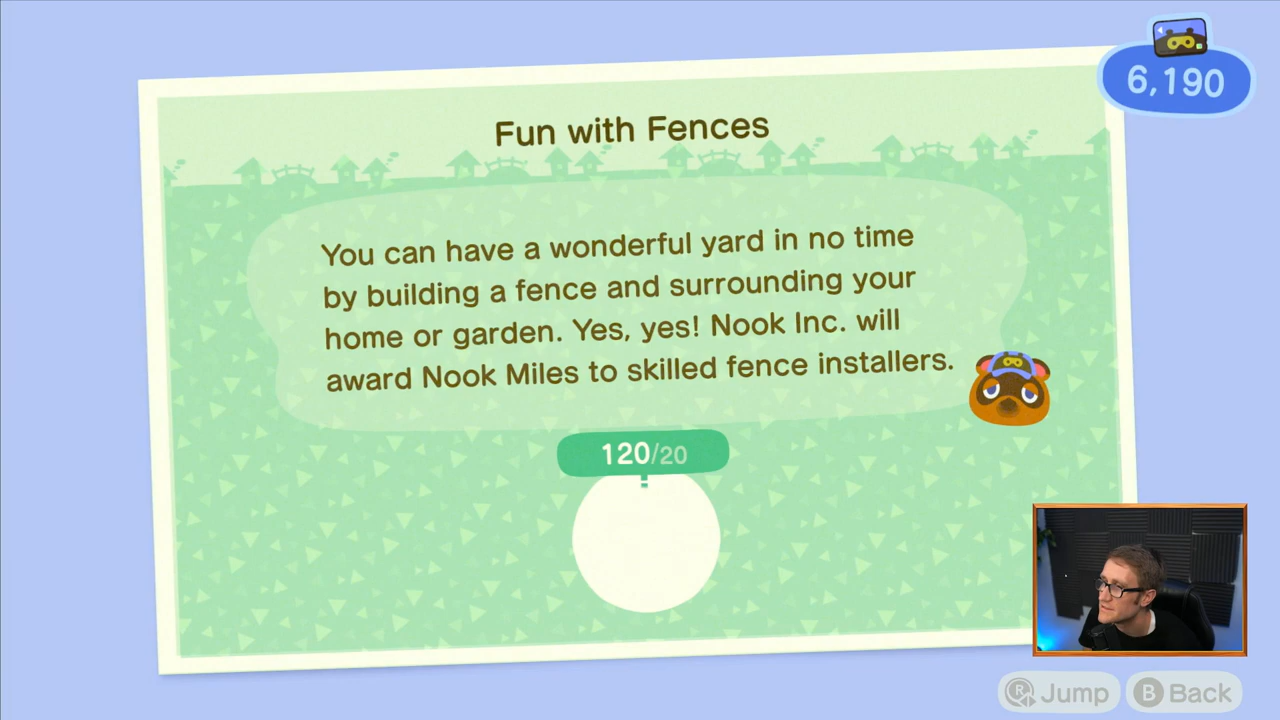 6,190
Fun with Fences
You can have a wonderful yard in no time
by building a fence and surrounding your
home or garden. Yes, yes! Nook Inc. will
award Nook Miles to skilled fence installers.
120/20
R Jump B Back